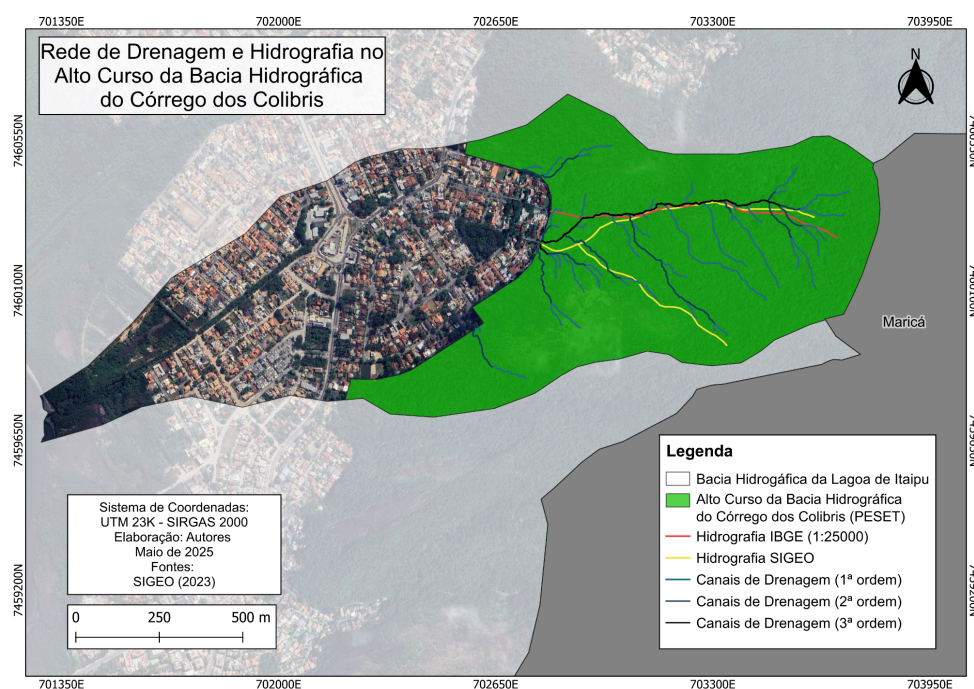 701350E 702000E 702650E 703300E 703950E
Rede de Drenagem e Hidrografia no
Alto Curso da Bacia Hidrográfica
do Córrego dos Colibris
N
7460550N
7460550N
7460100N
7460100N
Maricá
7459650N
7459650N
7459200N
7459200N
Legenda
Bacia Hidrogáfica da Lagoa de Itaipu
Alto Curso da Bacia Hidrográfica
do Córrego dos Colibris (PESET)
Hidrografia IBGE (1:25000)
Hidrografia SIGEO
Canais de Drenagem (1ª ordem)
Canais de Drenagem (2ª ordem)
Canais de Drenagem (3ª ordem)
Sistema de Coordenadas:
UTM 23K - SIRGAS 2000
Elaboração: Autores
Maio de 2025
Fontes:
SIGEO (2023)
0 250 500 m
701350E 702000E 702650E 703300E 703950E